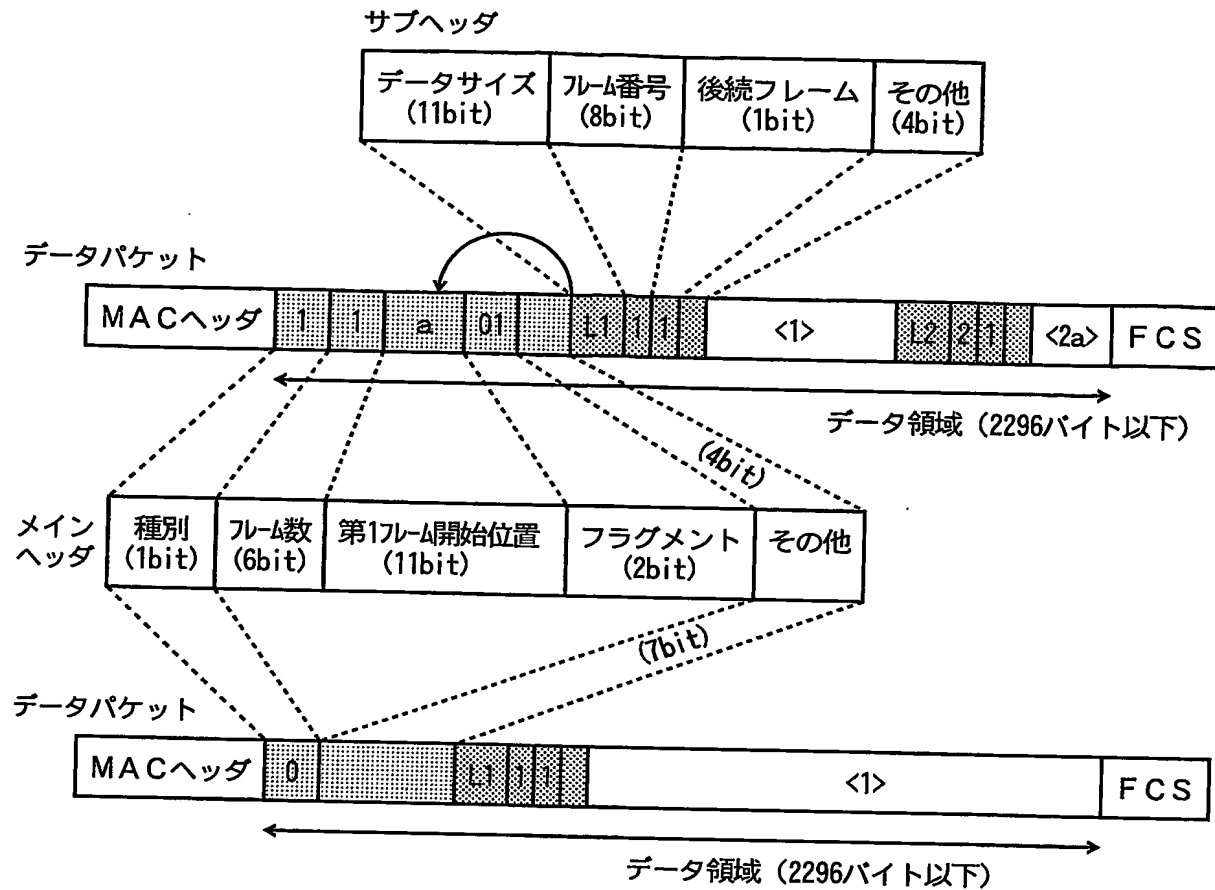 サブヘッダ
データサイズ
(11bit)
フレーム番号
(8bit)
後続フレーム
(1bit)
その他
(4bit)
データパケット
MACヘッダ 1 1 a 01 L1 1 1 <1> L2 2 1 <2a> FCS
データ領域（2296バイト以下）
(4bit)
メイン
ヘッダ
種別
(1bit)
フレーム数
(6bit)
第1フレーム開始位置
(11bit)
フラグメント
(2bit)
その他
(7bit)
データパケット
MACヘッダ 0 L1 1 1 <1> FCS
データ領域（2296バイト以下）